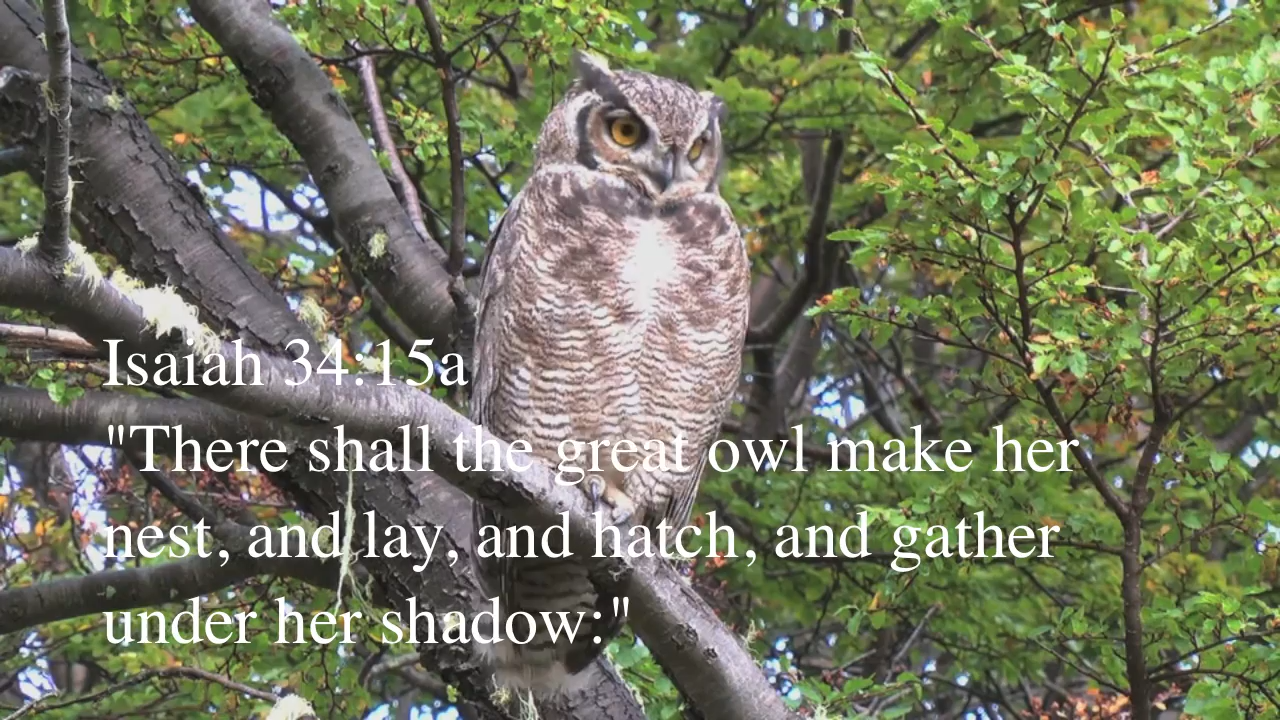 Isaiah 34:15a
"There shall the great owl make her
nest, and lay, and hatch, and gather
under her shadow:"